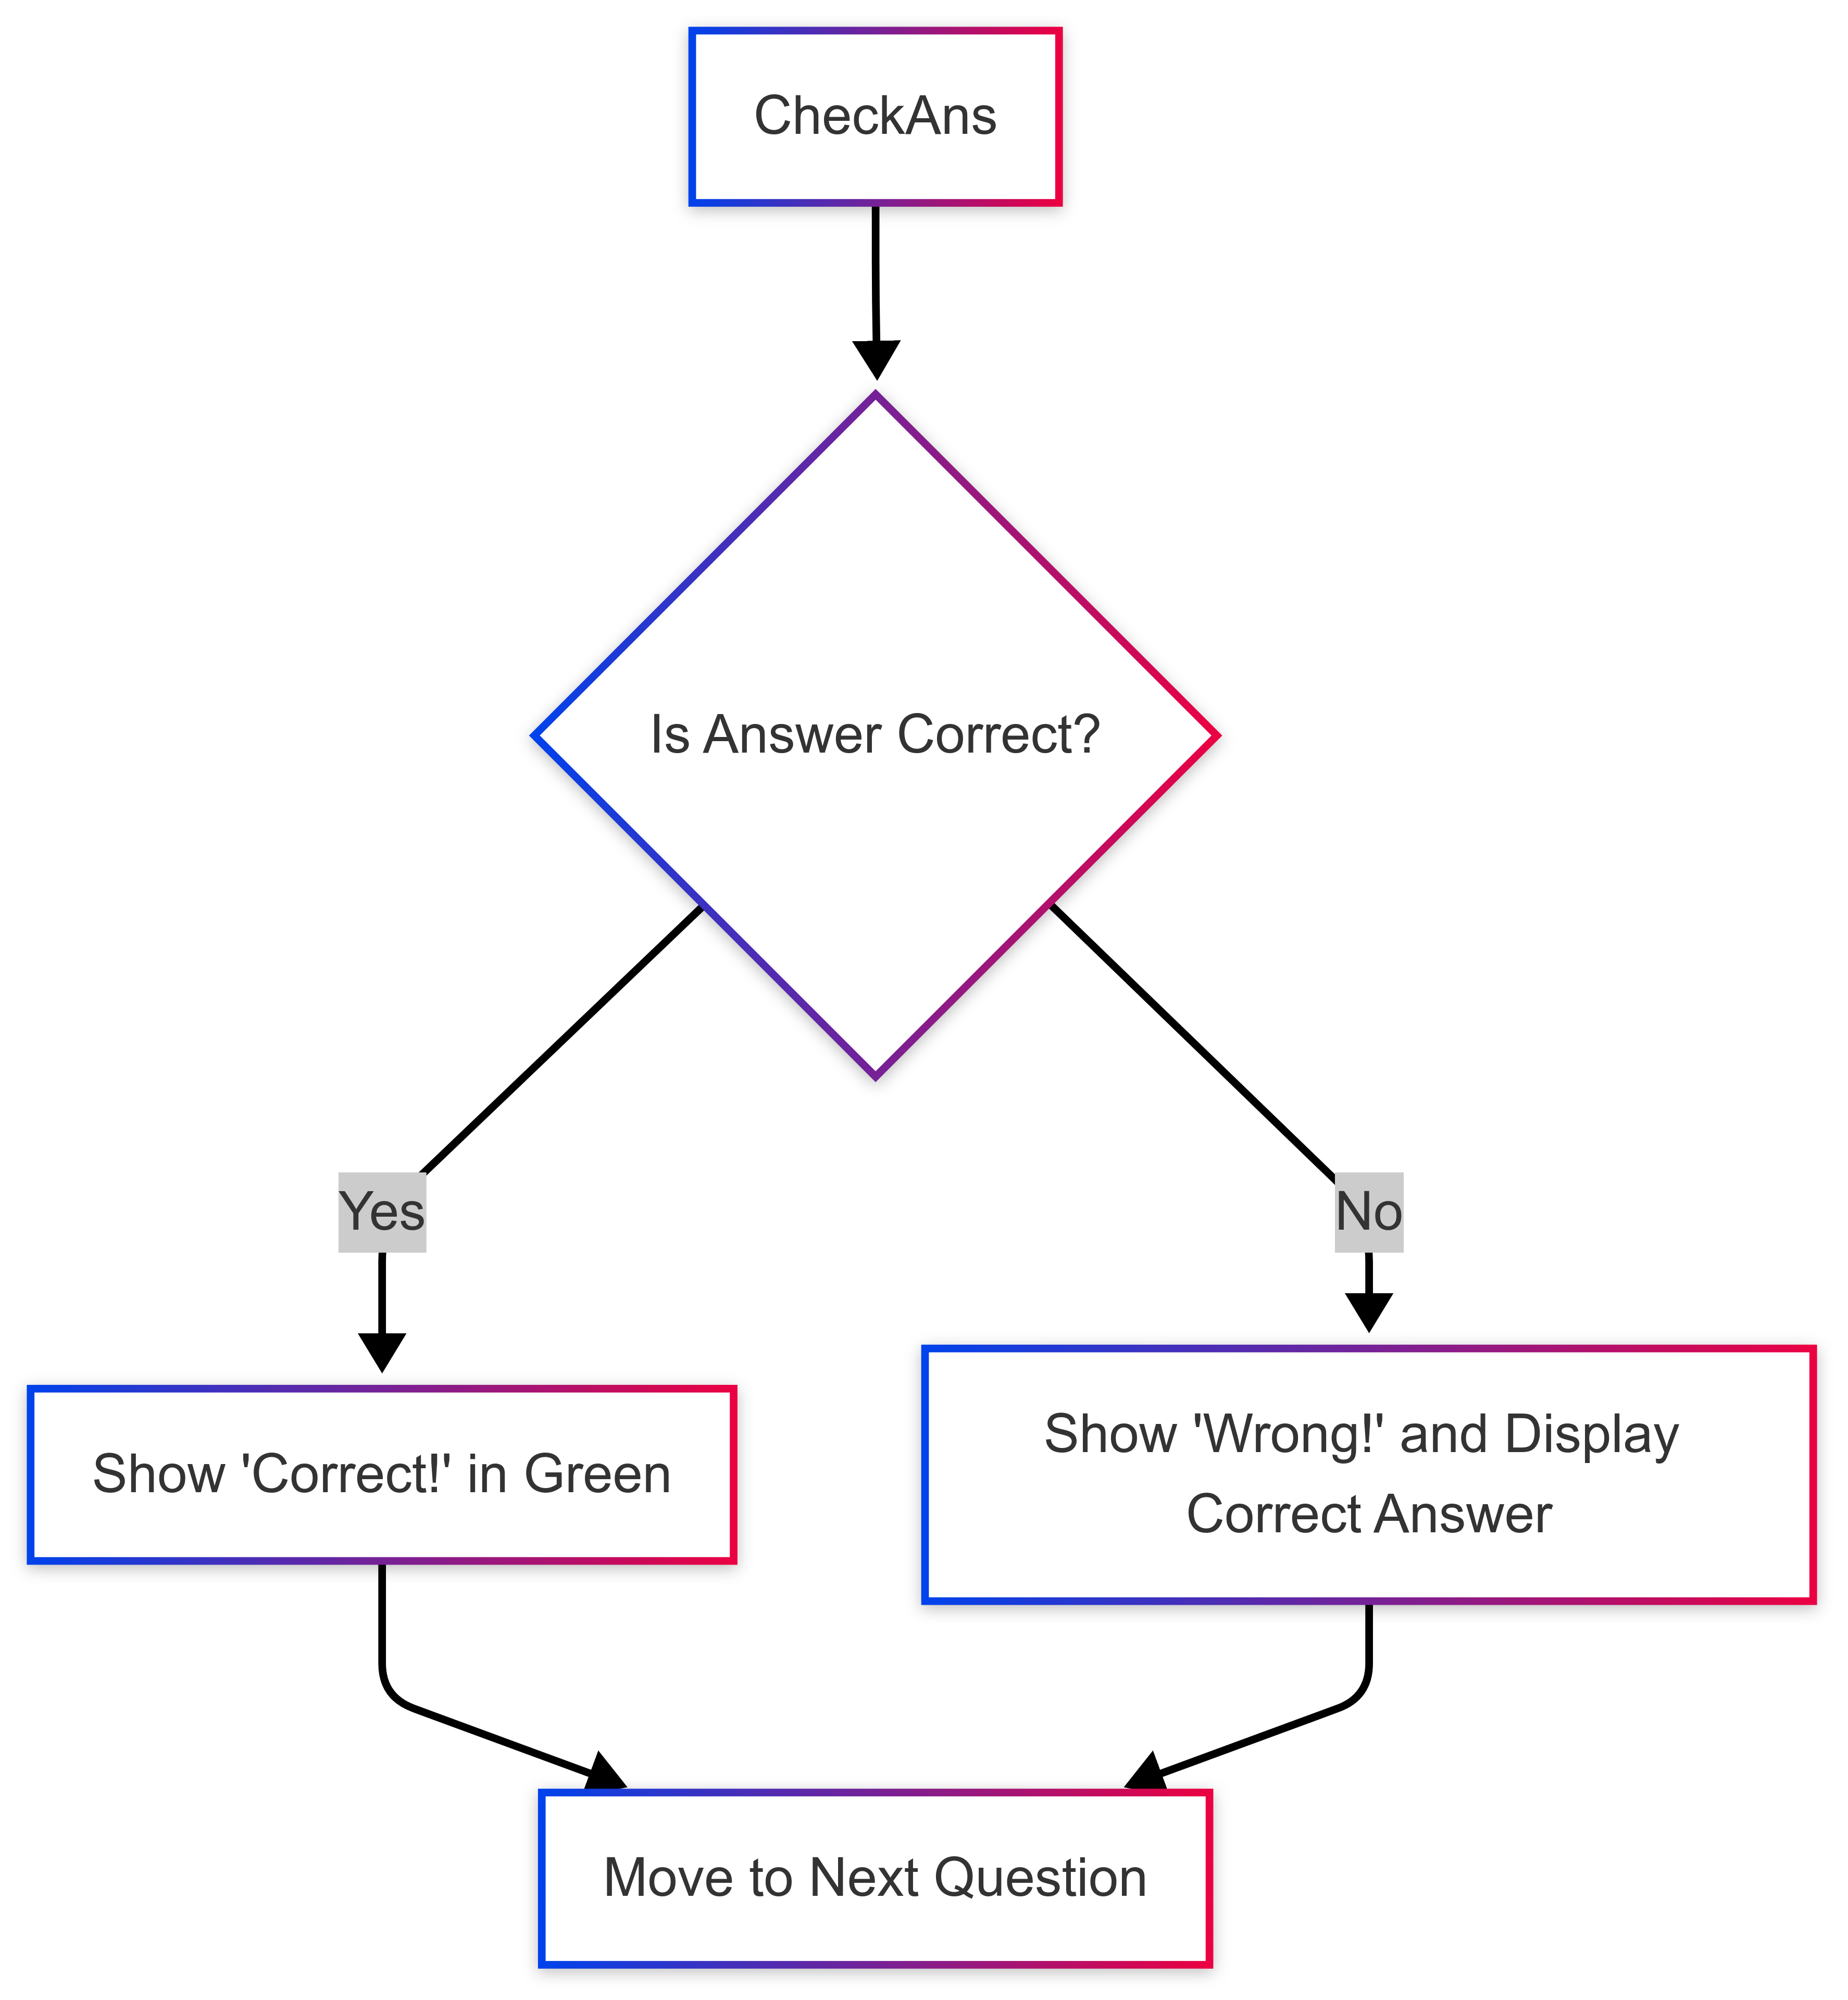 CheckAns
Is Answer Correct?
Yes
No
Show 'Correct!' in Green
Show 'Wrong!' and Display
Correct Answer
Move to Next Question